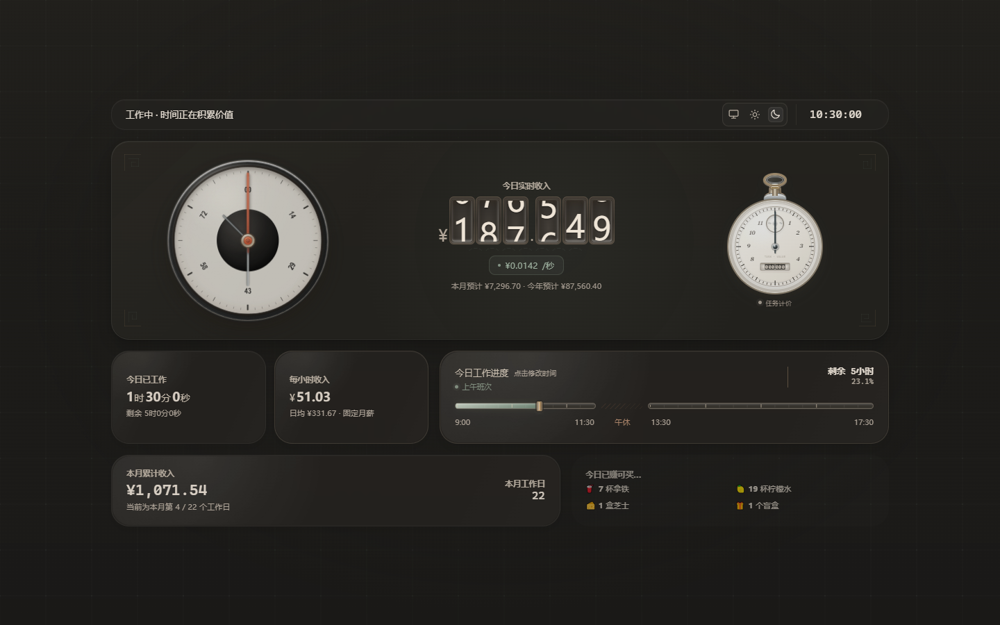 工作中 · 时间正在积累价值
10:30:00
00
14
29
43
58
72
今日实时收入
¥
¥0.0142 /秒
本月预计 ¥7,296.70 · 今年预计 ¥87,560.40
11
1
10
2
9
3
8
4
任务计价
今日已工作
1时30分0秒
剩余 5时0分0秒
每小时收入
¥51.03
日均 ¥331.67 · 固定月薪
今日工作进度 点击修改时间
剩余 5小时
23.1%
上午班次
9:00
11:30
午休
13:30
17:30
本月累计收入
¥1,071.54
当前为本月第 4 / 22 个工作日
本月工作日
22
今日已赚可买...
7 杯拿铁
19 杯柠檬水
1 盒芝士
1 个盲盒